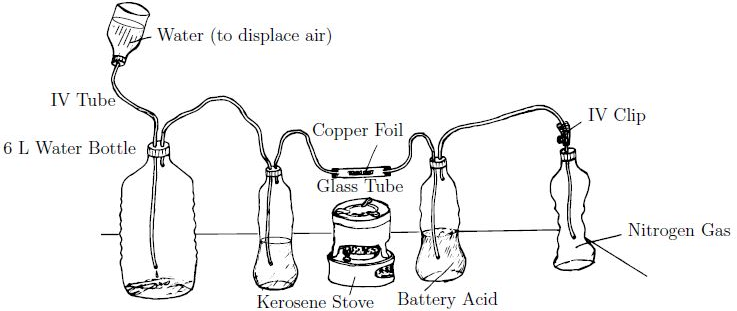 Water (to displace air)
IV Tube
IV Clip
Copper Foil
6 L Water Bottle
Glass Tube
Nitrogen Gas
Kerosene Stove
Battery Acid